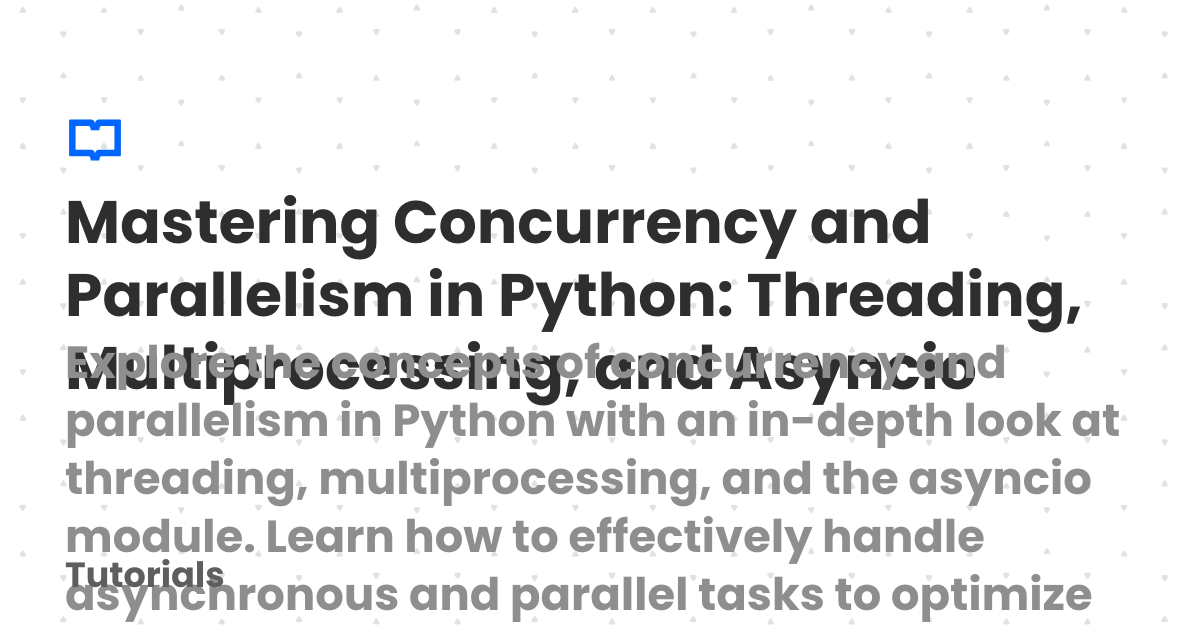 Mastering Concurrency and
Parallelism in Python: Threading,
Multiprocessing, and Asyncio
Explore the concepts of concurrency and
parallelism in Python with an in-depth look at
threading, multiprocessing, and the asyncio
module. Learn how to effectively handle
Tutorials
asynchronous and parallel tasks to optimize